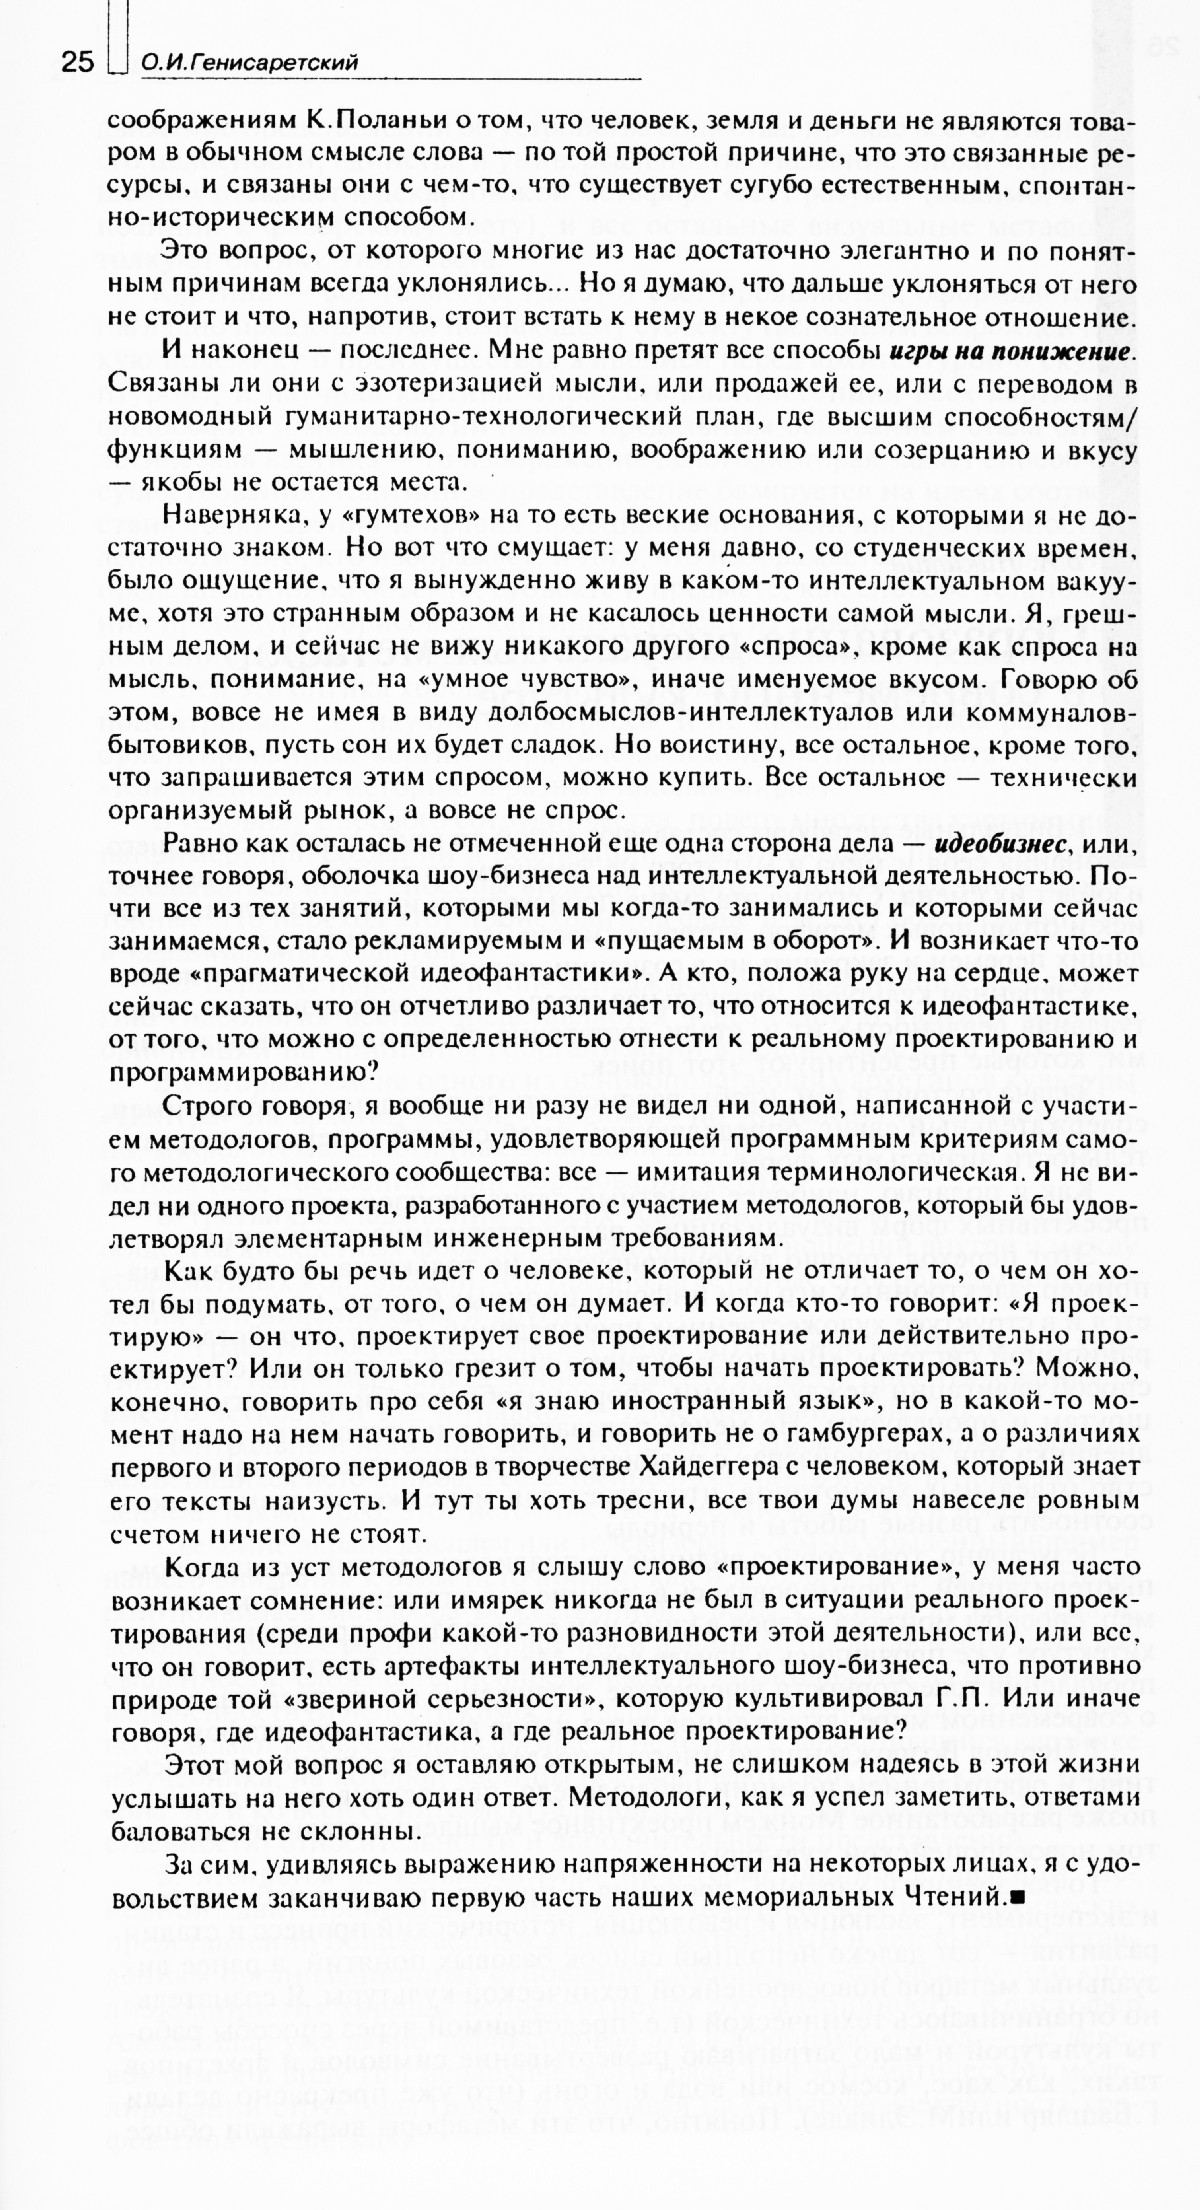 25
О.И.Генисаретский
соображениям К.Поланьи о том, что человек, земля и деньги не являются това-
ром в обычном смысле слова — по той простой причине, что это связанные ре-
сурсы, и связаны они с чем-то, что существует сугубо естественным, спонтан-
но-историческим способом.
Это вопрос, от которого многие из нас достаточно элегантно и по понят-
ным причинам всегда уклонялись... Но я думаю, что дальше уклоняться от него
не стоит и что, напротив, стоит встать к нему в некое сознательное отношение.
И наконец — последнее. Мне равно претят все способы игры на понижение.
Связаны ли они с эзотеризацией мысли, или продажей ее, или с переводом в
новомодный гуманитарно-технологический план, где высшим способностям/
функциям — мышлению, пониманию, воображению или созерцанию и вкусу
— якобы не остается места.
Наверняка, у «гумтехов» на то есть веские основания, с которыми я не до-
статочно знаком. Но вот что смущает: у меня давно, со студенческих времен,
было ощущение, что я вынужденно живу в каком-то интеллектуальном вакуу-
ме, хотя это странным образом и не касалось ценности самой мысли. Я, греш-
ным делом, и сейчас не вижу никакого другого «спроса», кроме как спроса на
мысль, понимание, на «умное чувство», иначе именуемое вкусом. Говорю об
этом, вовсе не имея в виду долбосмыслов-интеллектуалов или коммуналов-
бытовиков, пусть сон их будет сладок. Но воистину, все остальное, кроме того,
что запрашивается этим спросом, можно купить. Все остальное — технически
организуемый рынок, а вовсе не спрос.
Равно как осталась не отмеченной еще одна сторона дела — идеобизнес, или,
точнее говоря, оболочка шоу-бизнеса над интеллектуальной деятельностью. По-
чти все из тех занятий, которыми мы когда-то занимались и которыми сейчас
занимаемся, стало рекламируемым и «пущаемым в оборот». И возникает что-то
вроде «прагматической идеофантастики». А кто, положа руку на сердце, может
сейчас сказать, что он отчетливо различает то, что относится к идеофантастике,
от того, что можно с определенностью отнести к реальному проектированию и
программированию?
Строго говоря, я вообще ни разу не видел ни одной, написанной с участи-
ем методологов, программы, удовлетворяющей программным критериям само-
го методологического сообщества: все — имитация терминологическая. Я не ви-
дел ни одного проекта, разработанного с участием методологов, который бы удов-
летворял элементарным инженерным требованиям.
Как будто бы речь идет о человеке, который не отличает то, о чем он хо-
тел бы подумать, от того, о чем он думает. И когда кто-то говорит: «Я проек-
тирую» — он что, проектирует свое проектирование или действительно про-
ектирует? Или он только грезит о том, чтобы начать проектировать? Можно,
конечно, говорить про себя «я знаю иностранный язык», но в какой-то мо-
мент надо на нем начать говорить, и говорить не о гамбургерах, а о различиях
первого и второго периодов в творчестве Хайдеггера с человеком, который знает
его тексты наизусть. И тут ты хоть тресни, все твои думы навеселе ровным
счетом ничего не стоят.
Когда из уст методологов я слышу слово «проектирование», у меня часто
возникает сомнение: или имярек никогда не был в ситуации реального проек-
тирования (среди профи какой-то разновидности этой деятельности), или все,
что он говорит, есть артефакты интеллектуального шоу-бизнеса, что противно
природе той «звериной серьезности», которую культивировал Г.П. Или иначе
говоря, где идеофантастика, а где реальное проектирование?
Этот мой вопрос я оставляю открытым, не слишком надеясь в этой жизни
услышать на него хоть один ответ. Методологи, как я успел заметить, ответами
баловаться не склонны.
За сим, удивляясь выражению напряженности на некоторых лицах, я с удо-
вольствием заканчиваю первую часть наших мемориальных Чтений.■